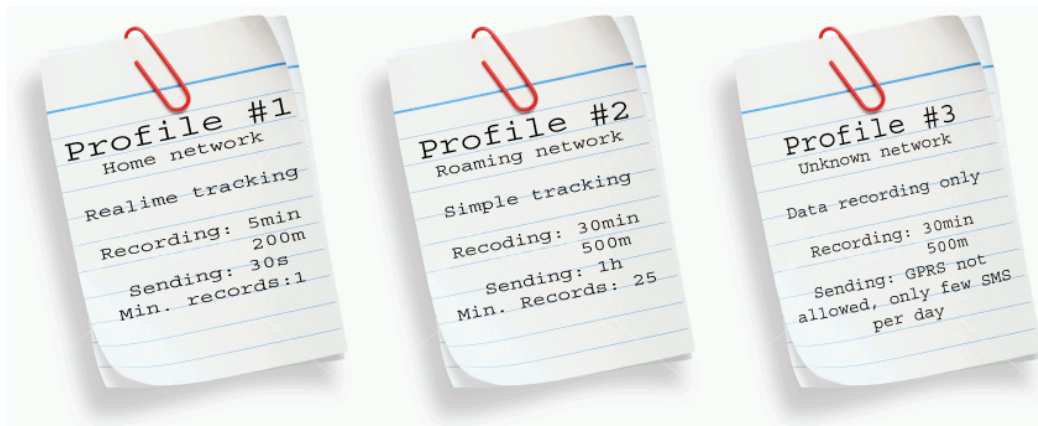 Profile #1
Home network
Realime tracking
Recording: 5min
200m
Sending: 30s
Min. records:1
Profile #2
Roaming network
Simple tracking
Recoding: 30min
500m
Sending: 1h
Min. Records: 25
Profile #3
Unknown network
Data recording only
Recording: 30min
500m
Sending: GPRS not
allowed, only few SMS
per day